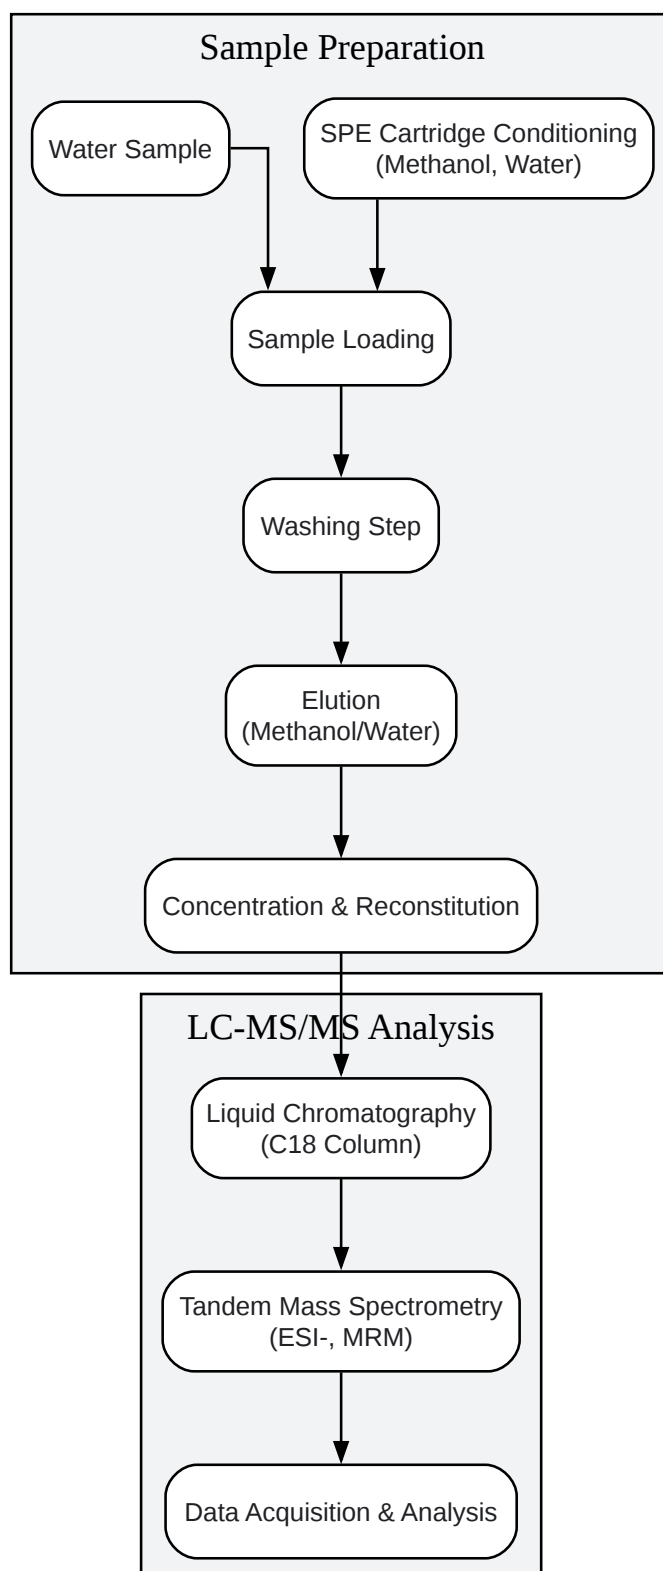 Sample Preparation
Water Sample
SPE Cartridge Conditioning
(Methanol, Water)
Sample Loading
Washing Step
Elution
(Methanol/Water)
Concentration & Reconstitution
LC-MS/MS Analysis
Liquid Chromatography
(C18 Column)
Tandem Mass Spectrometry
(ESI-, MRM)
Data Acquisition & Analysis